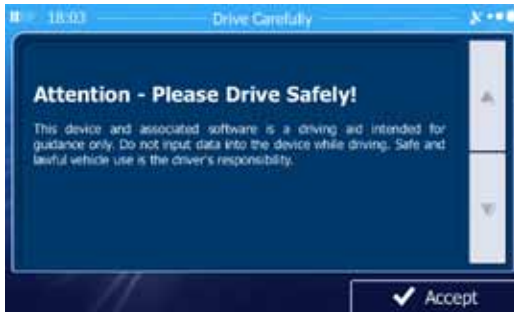 18:03 Drive Carefully
Attention - Please Drive Safely!
This device and associated software is a driving aid intended for
guidance only. Do not input data into the device while driving. Safe and
lawful vehicle use is the driver's responsibility.
Accept